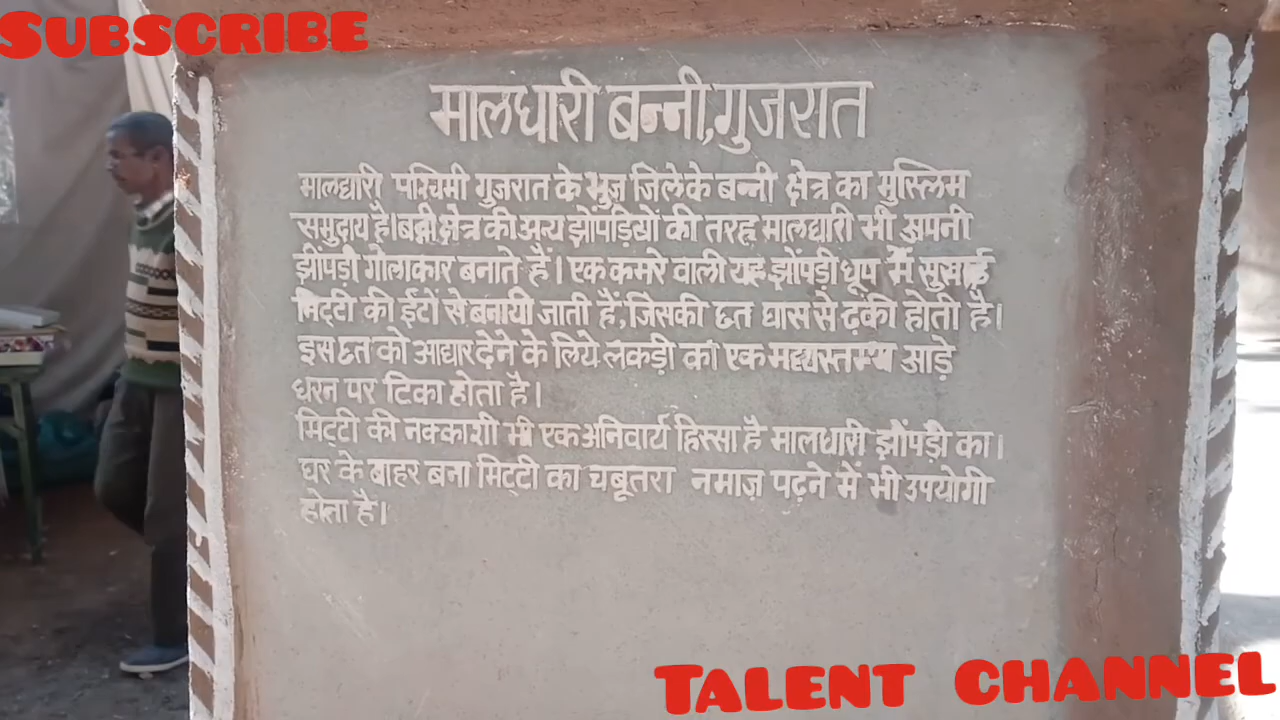 SUBSCRIBE
मालधारी बन्नी,गुजरात
मालधारी पश्चिमी गुजरात के भुज जिले के बन्नी क्षेत्र का मुस्लिम
समुदाय है। बन्नी क्षेत्र की अन्य झोंपड़ियों की तरह मालधारी भी अपनी
झोंपड़ी गोलाकार बनाते हैं। एक कमरे वाली यह झोंपड़ी धूप में सुखाई
मिट्टी की ईंटों से बनायी जाती हैं,जिसकी छत घास से ढ़ंकी होती है।
इस छत को आधार देने के लिये लकड़ी का एक मध्यस्तम्भ आड़े
धरन पर टिका होता है।
मिट्टी की नक्काशी भी एक अनिवार्य हिस्सा है मालधारी झोंपड़ी का।
घर के बाहर बना मिट्टी का चबूतरा नमाज़ पढ़ने में भी उपयोगी
होता है।
TALENT CHANNEL